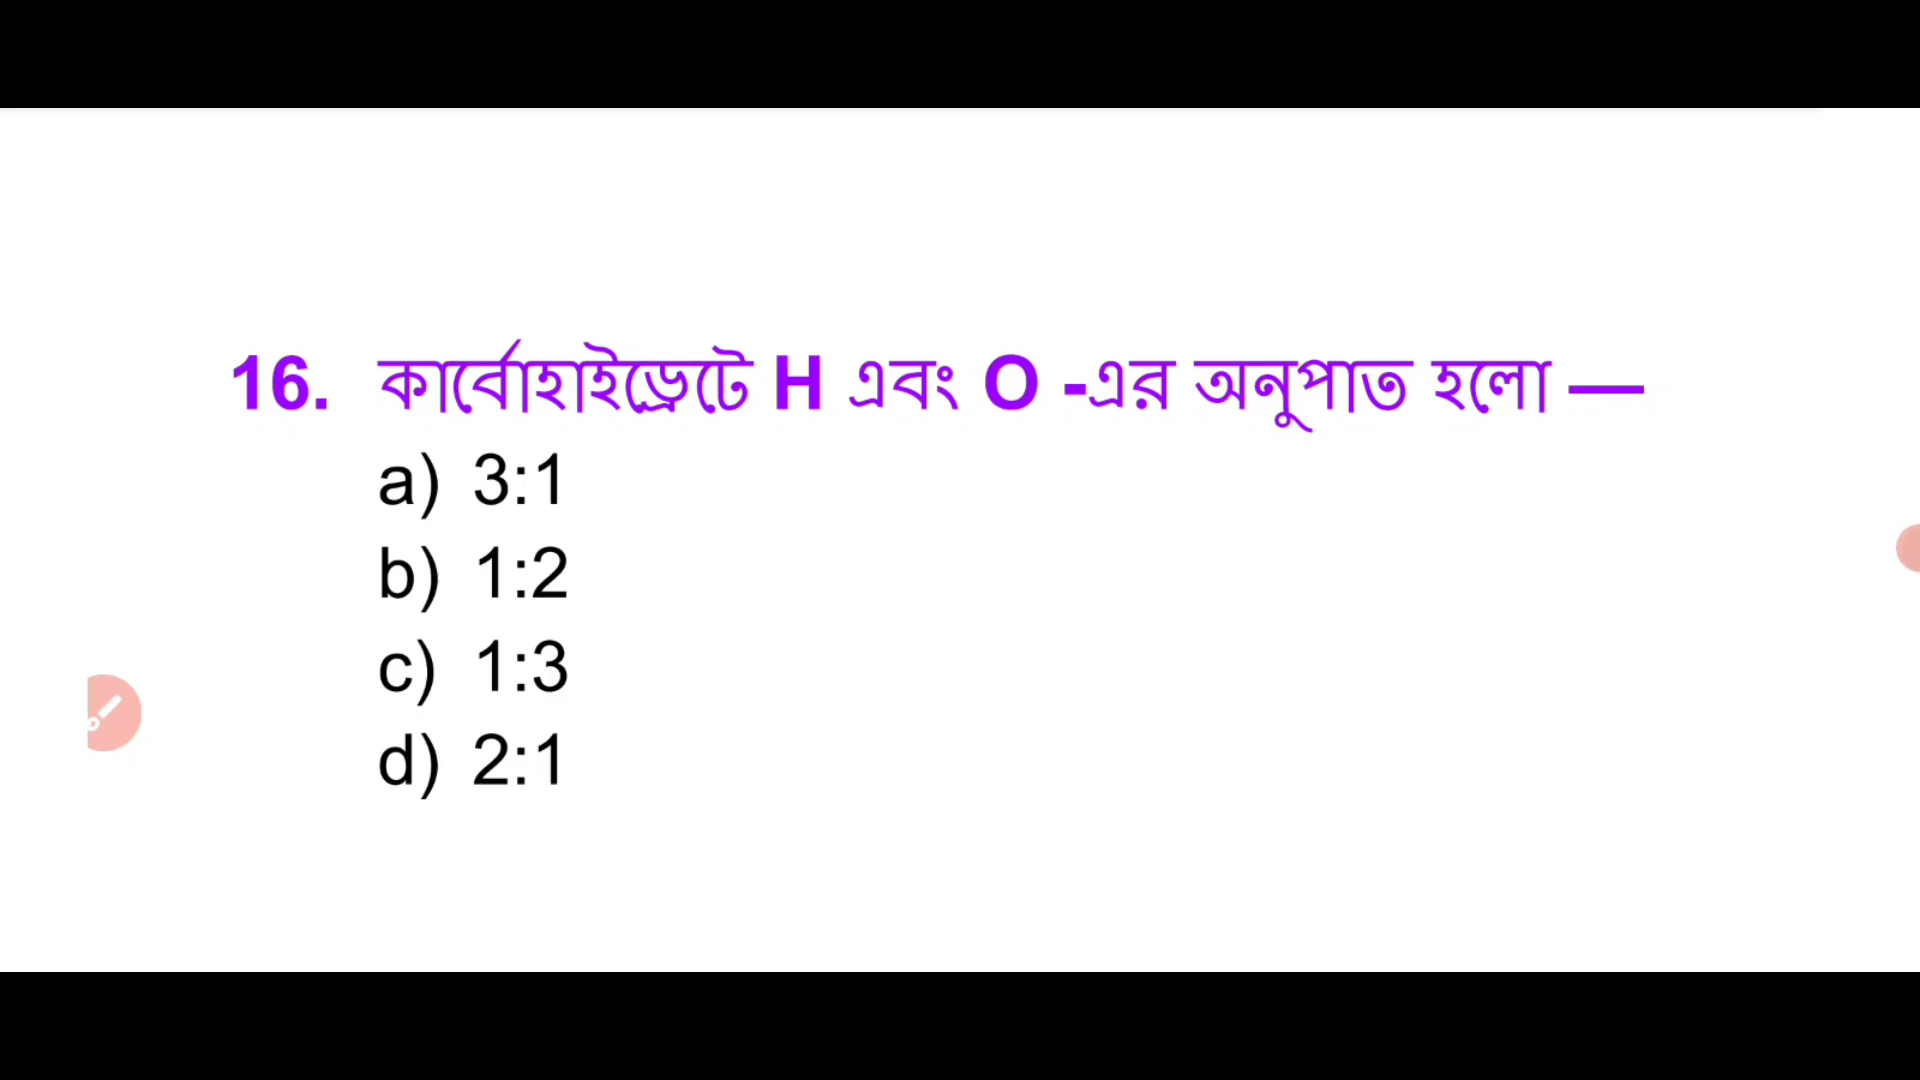 16. কার্বোহাইড্রেটে H এবং O -এর অনুপাত হলো —
a) 3:1
b) 1:2
c) 1:3
d) 2:1